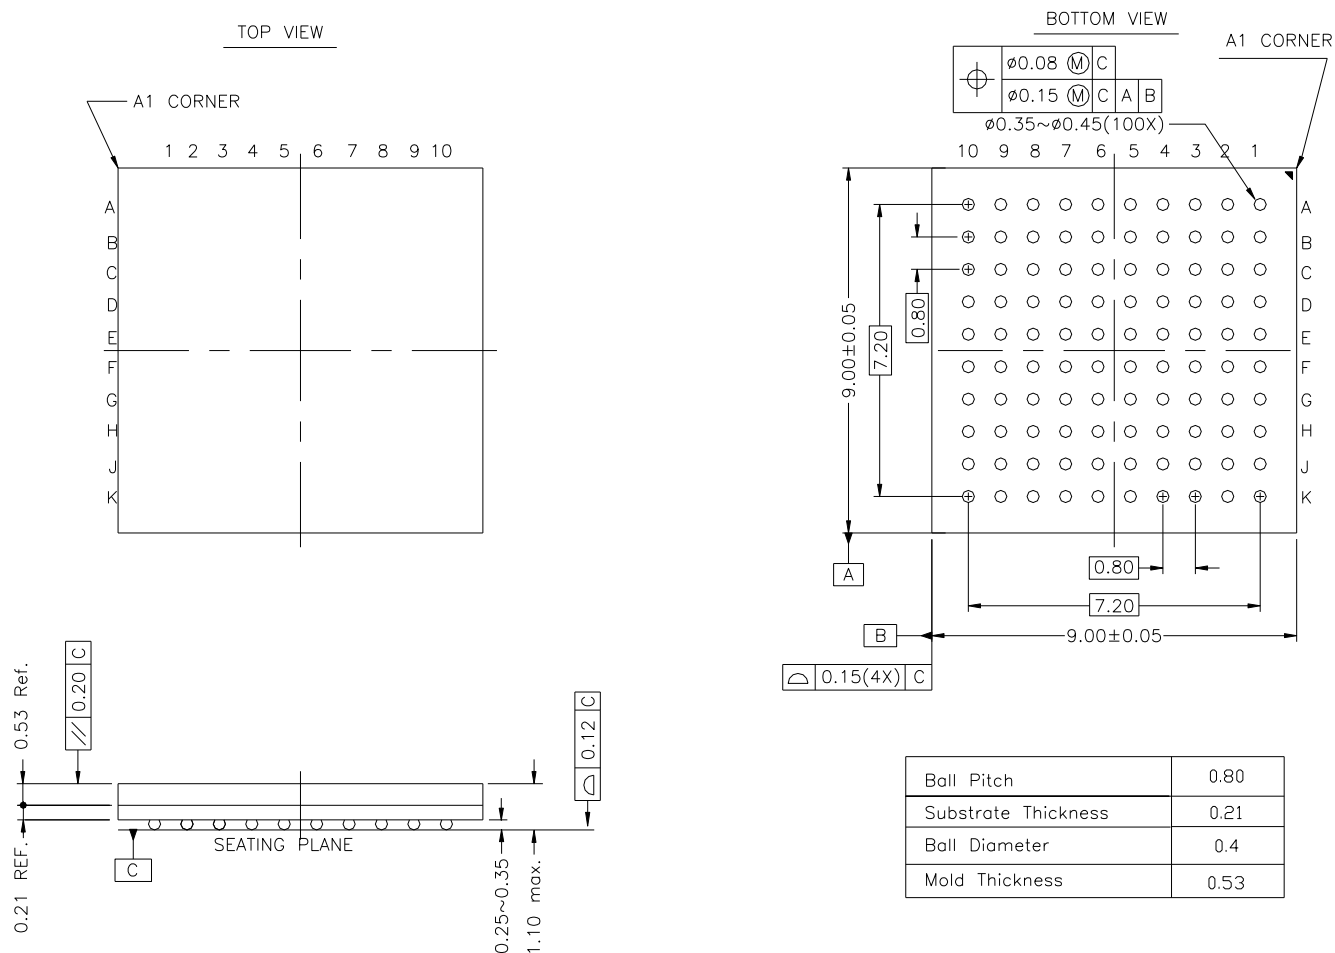 TOP VIEW
A1 CORNER
1 2 3 4 5 6 7 8 9 10
A
B
C
D
E
F
G
H
J
K
BOTTOM VIEW
A1 CORNER
⌀0.08 Ⓜ C
⌀0.15 Ⓜ C A B
⌀0.35~⌀0.45(100X)
10 9 8 7 6 5 4 3 2 1
A
B
C
D
E
F
G
H
J
K
9.00±0.05
7.20
0.80
A
0.80
7.20
B
9.00±0.05
0.15(4X) C
0.53 Ref.
0.21 REF.
// 0.20 C
0.12 C
SEATING PLANE
C
0.25~0.35
1.10 max.
Ball Pitch 0.80
Substrate Thickness 0.21
Ball Diameter 0.4
Mold Thickness 0.53